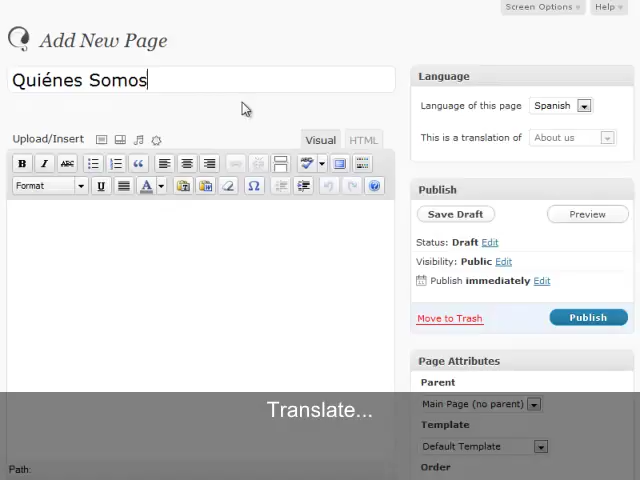 Screen Options
Help
Add New Page
Quiénes Somos
Upload/Insert
Visual
HTML
B I ABC
Format
U
A
Path:
Language
Language of this page Spanish
This is a translation of About us
Publish
Save Draft
Preview
Status: Draft Edit
Visibility: Public Edit
Publish immediately Edit
Move to Trash
Publish
Page Attributes
Parent
Main Page (no parent)
Template
Default Template
Order
Translate...